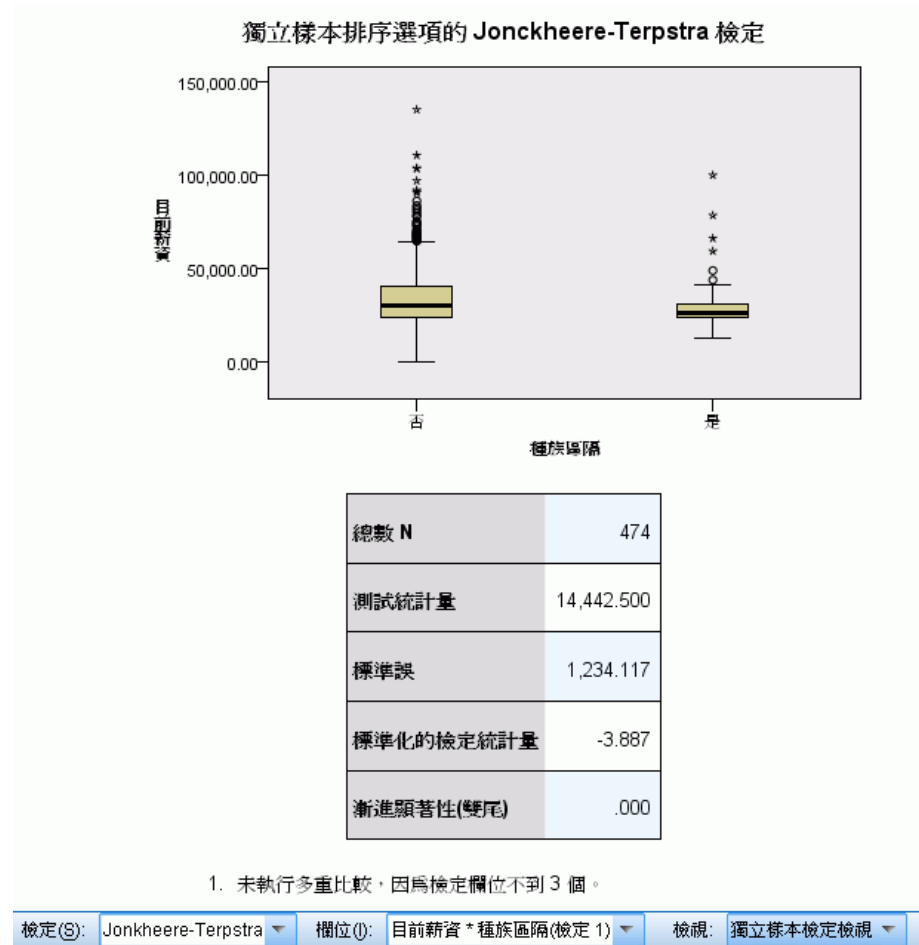 獨立樣本排序選項的 Jonckheere-Terpstra 檢定
150,000.00
100,000.00
50,000.00
0.00
目前薪資
否
是
種族區隔
總數 N 474
測試統計量 14,442.500
標準誤 1,234.117
標準化的檢定統計量 -3.887
漸進顯著性(雙尾) .000
1. 未執行多重比較，因為檢定欄位不到 3 個。
檢定(S): Jonkheere-Terpstra 欄位(I): 目前薪資 * 種族區隔(檢定 1) 檢視: 獨立樣本檢定檢視